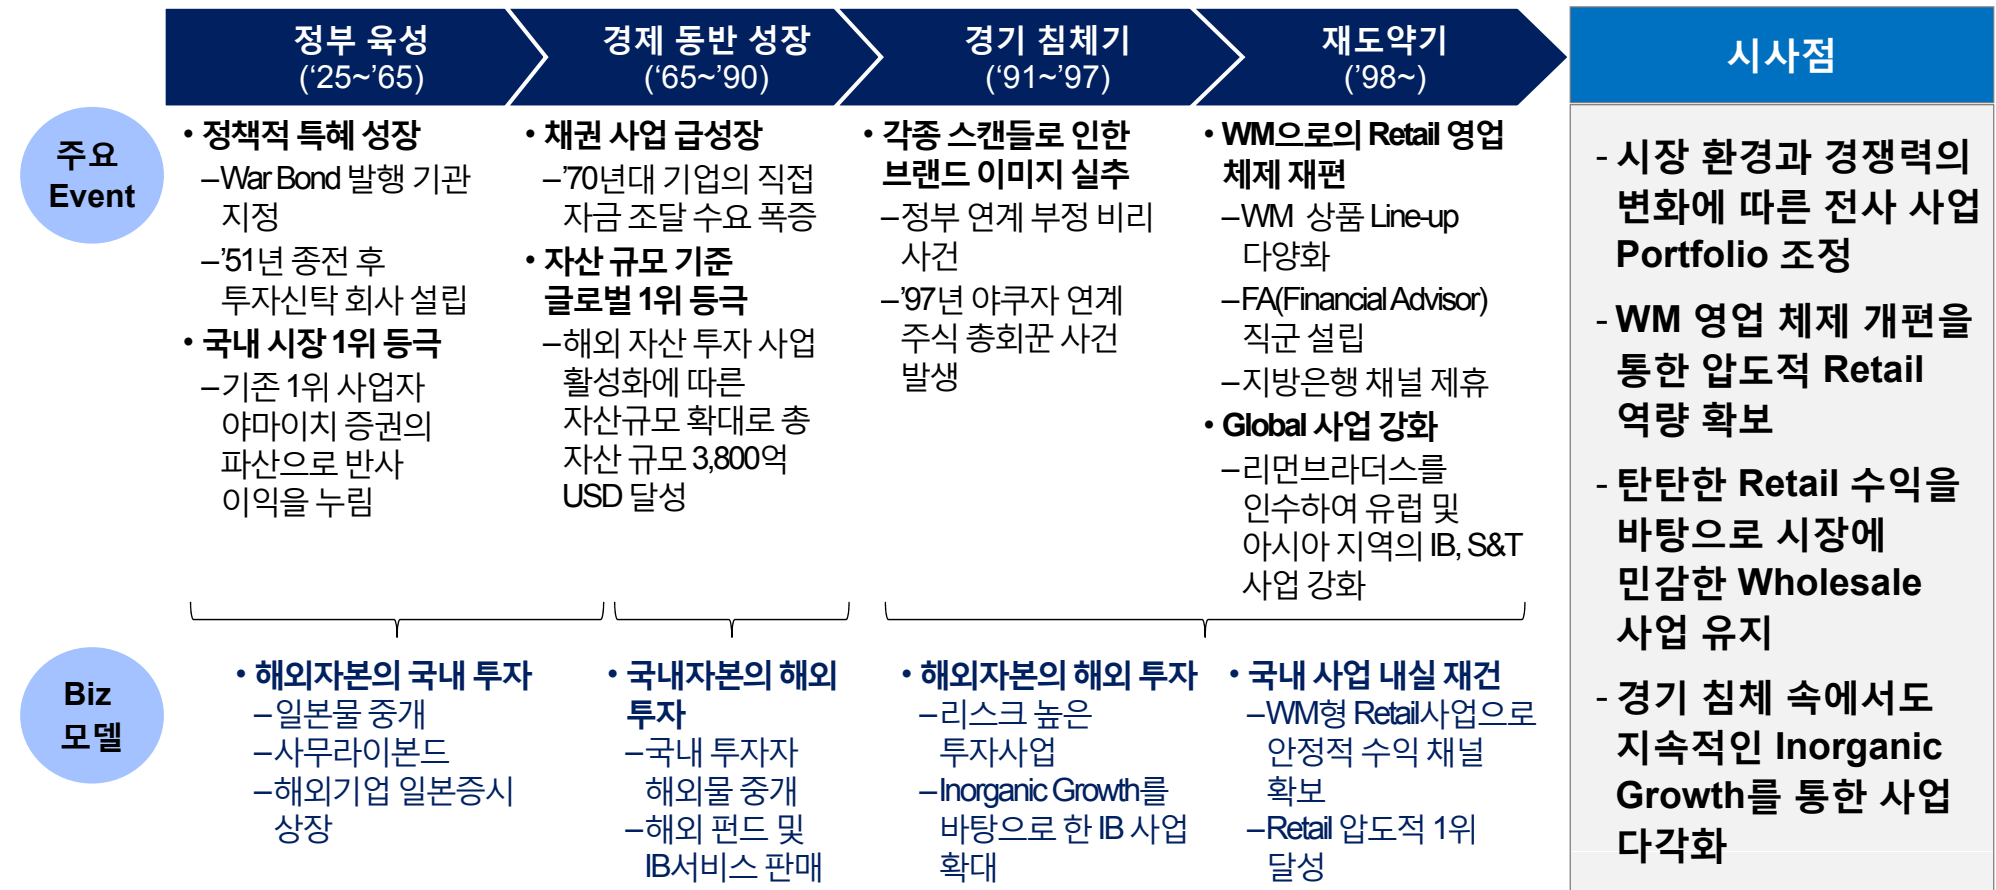 정부 육성
(‘25~’65)
경제 동반 성장
(‘65~’90)
경기 침체기
(‘91~’97)
재도약기
(’98~)
시사점
주요
Event
• 정책적 특혜 성장
–War Bond 발행 기관
지정
–’51년 종전 후
투자신탁 회사 설립
• 국내 시장 1위 등극
–기존 1위 사업자
야마이치 증권의
파산으로 반사
이익을 누림
• 채권 사업 급성장
–’70년대 기업의 직접
자금 조달 수요 폭증
• 자산 규모 기준
글로벌 1위 등극
–해외 자산 투자 사업
활성화에 따른
자산규모 확대로 총
자산 규모 3,800억
USD 달성
• 각종 스캔들로 인한
브랜드 이미지 실추
–정부 연계 부정 비리
사건
–’97년 야쿠자 연계
주식 총회꾼 사건
발생
• WM으로의 Retail 영업
체제 재편
–WM 상품 Line-up
다양화
–FA(Financial Advisor)
직군 설립
–지방은행 채널 제휴
• Global 사업 강화
–리먼브라더스를
인수하여 유럽 및
아시아 지역의 IB, S&T
사업 강화
Biz
모델
• 해외자본의 국내 투자
–일본물 중개
–사무라이본드
–해외기업 일본증시
상장
• 국내자본의 해외
투자
–국내 투자자
해외물 중개
–해외 펀드 및
IB서비스 판매
• 해외자본의 해외 투자
–리스크 높은
투자사업
–Inorganic Growth를
바탕으로 한 IB 사업
확대
• 국내 사업 내실 재건
–WM형 Retail사업으로
안정적 수익 채널
확보
–Retail 압도적 1위
달성
- 시장 환경과 경쟁력의
변화에 따른 전사 사업
Portfolio 조정
- WM 영업 체제 개편을
통한 압도적 Retail
역량 확보
- 탄탄한 Retail 수익을
바탕으로 시장에
민감한 Wholesale
사업 유지
- 경기 침체 속에서도
지속적인 Inorganic
Growth를 통한 사업
다각화